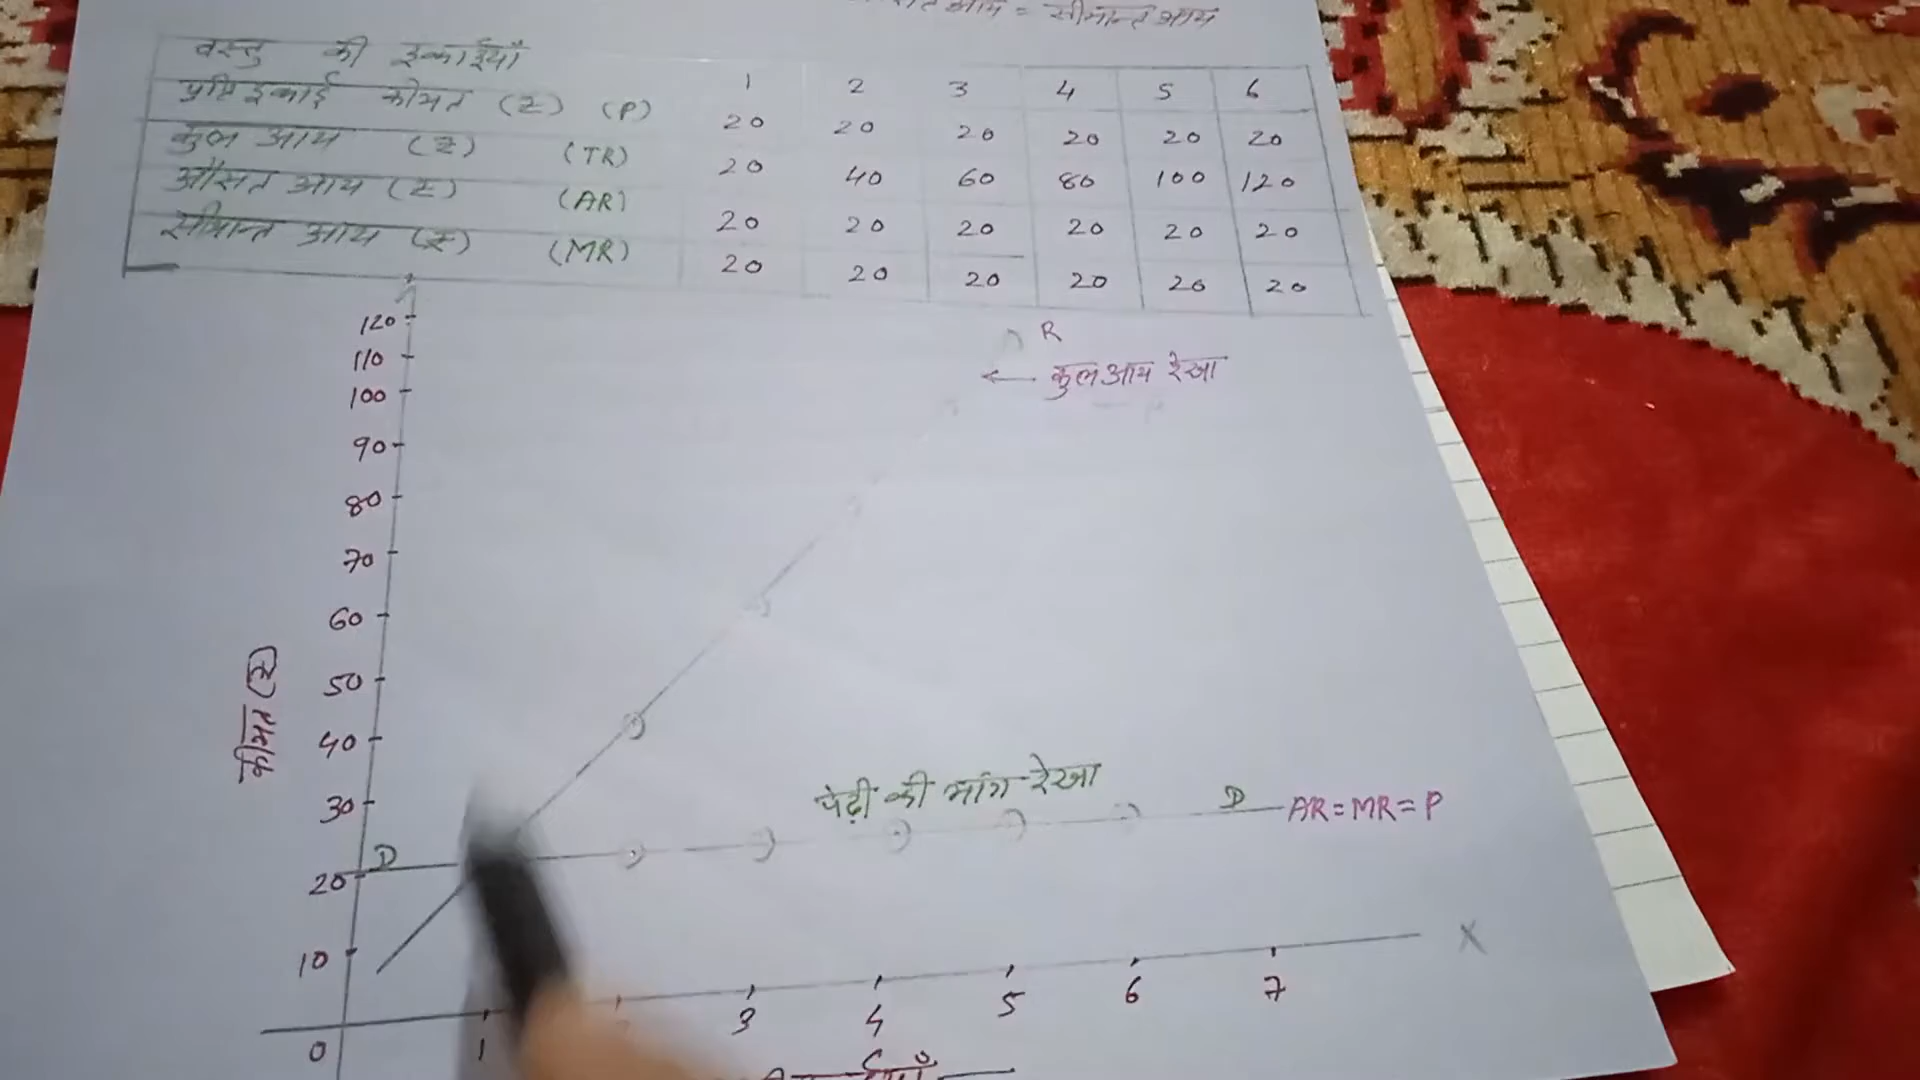 आय = सीमान्त आय
वस्तु की इकाईयाँ 1 2 3 4 5 6
प्रति इकाई कीमत (₹) (P) 20 20 20 20 20 20
कुल आय (₹) (TR) 20 40 60 80 100 120
औसत आय (₹) (AR) 20 20 20 20 20 20
सीमान्त आय (₹) (MR) 20 20 20 20 20 20
120
R
110
कुल आय रेखा
100
90
80
70
60
50
कीमत (₹)
40
पेढ़ी की मांग रेखा
30
D AR=MR=P
D
20
10
X
0 1 3 4 5 6 7